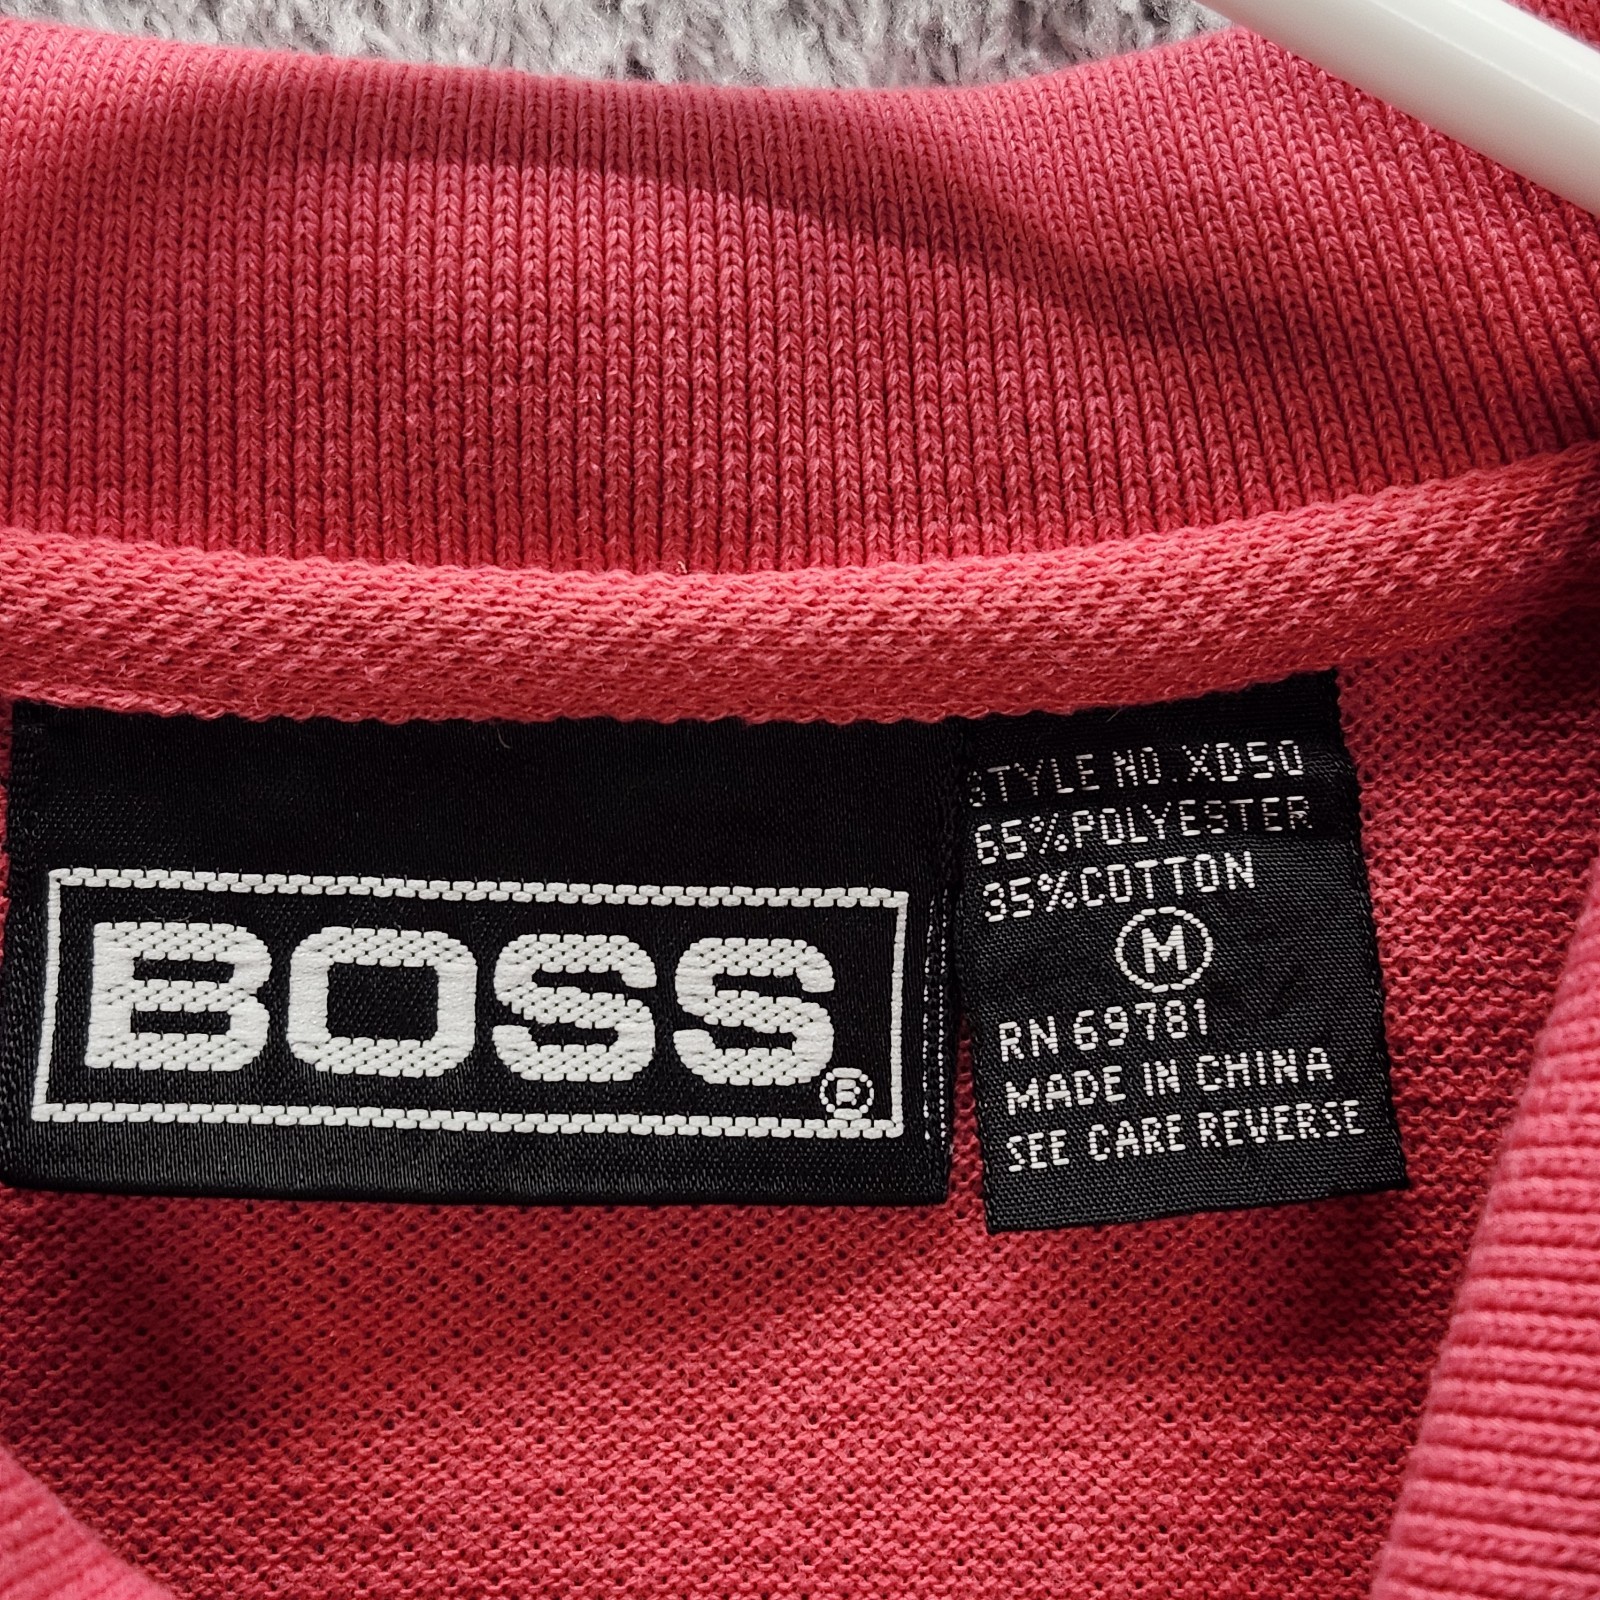 BOSS®
STYLE NO. XD50
65%POLYESTER
35%COTTON
M
RN 69781
MADE IN CHINA
SEE CARE REVERSE